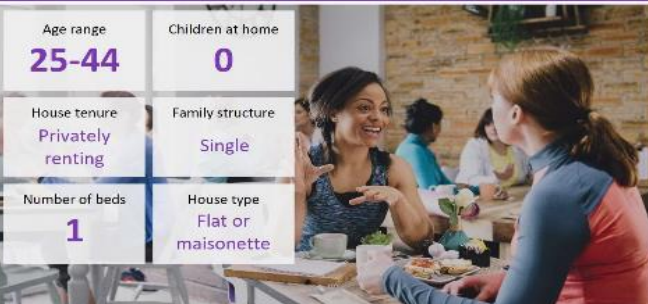 Age range
25-44
Children at home
0
House tenure
Privately
renting
Family structure
Single
Number of beds
1
House type
Flat or
maisonette